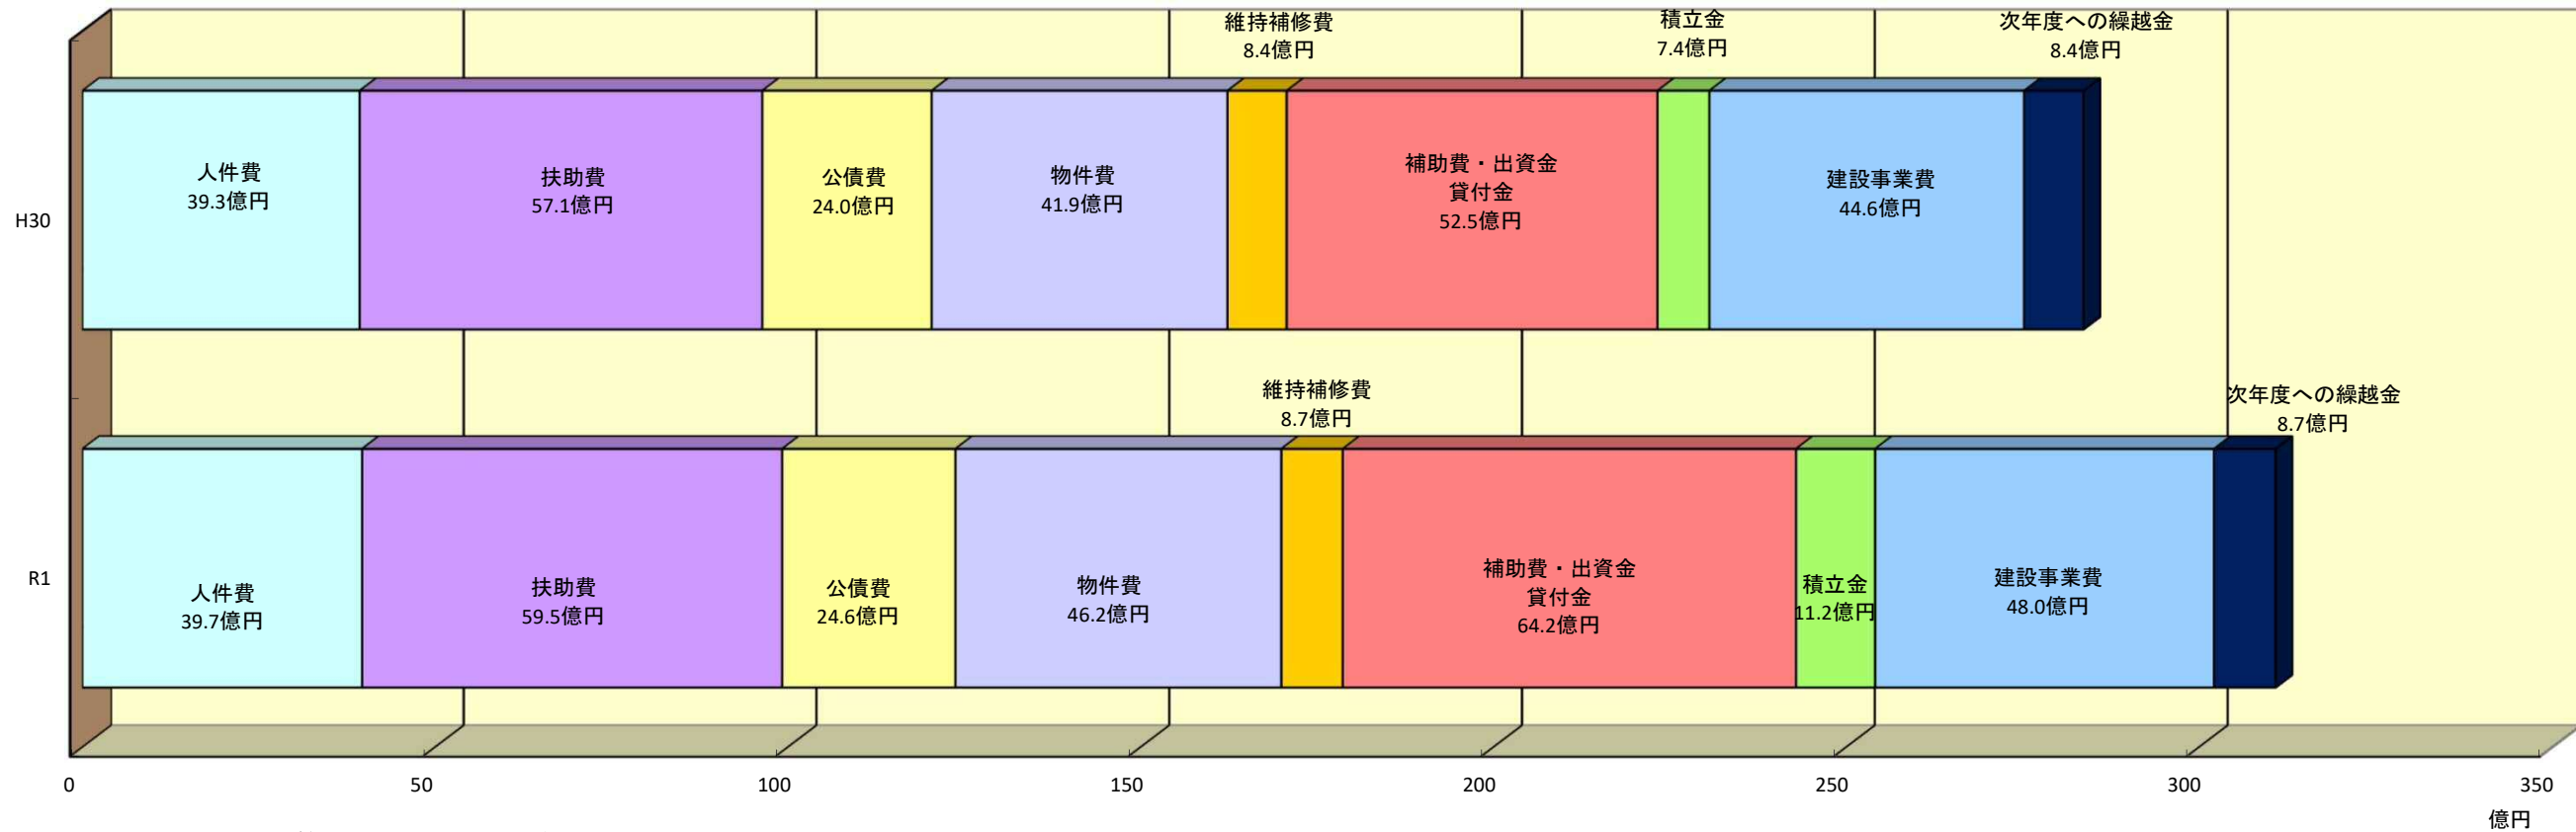 維持補修費
8.4億円
積立金
7.4億円
次年度への繰越金
8.4億円
H30
人件費
39.3億円
扶助費
57.1億円
公債費
24.0億円
物件費
41.9億円
補助費・出資金
貸付金
52.5億円
建設事業費
44.6億円
維持補修費
8.7億円
次年度への繰越金
8.7億円
R1
人件費
39.7億円
扶助費
59.5億円
公債費
24.6億円
物件費
46.2億円
補助費・出資金
貸付金
64.2億円
積立金
11.2億円
建設事業費
48.0億円
0 50 100 150 200 250 300 350
億円